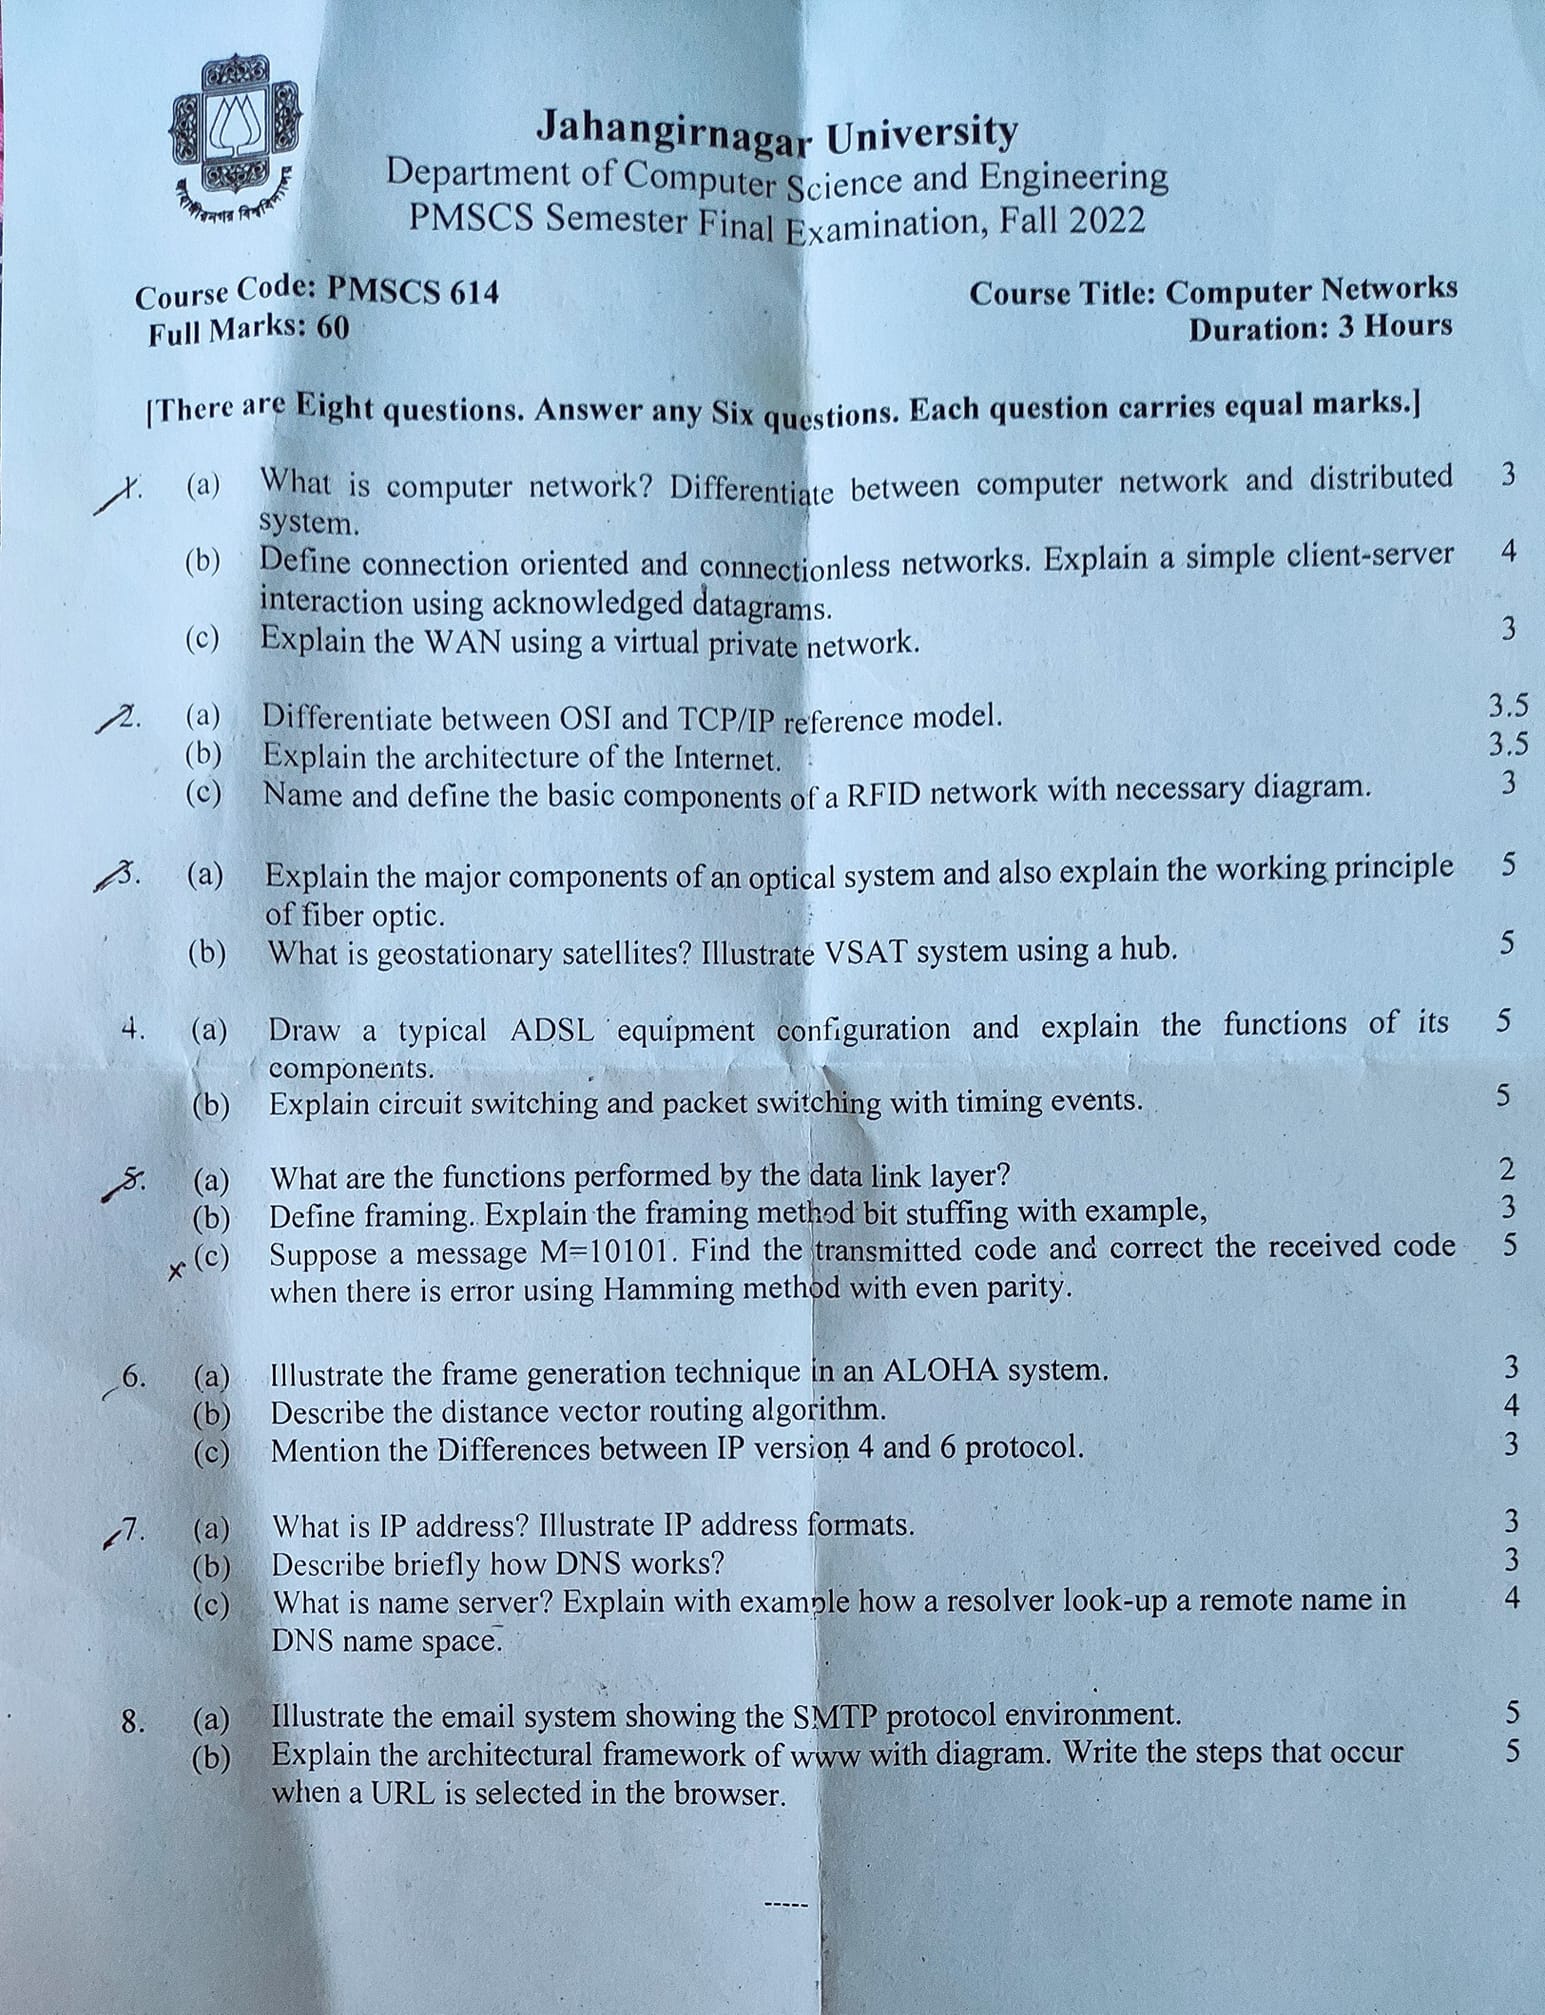 জাহাঙ্গীরনগর বিশ্ববিদ্যালয়
Jahangirnagar University
Department of Computer Science and Engineering
PMSCS Semester Final Examination, Fall 2022
Course Code: PMSCS 614 Course Title: Computer Networks
Full Marks: 60 Duration: 3 Hours
[There are Eight questions. Answer any Six questions. Each question carries equal marks.]
1. (a) What is computer network? Differentiate between computer network and distributed 3
system.
(b) Define connection oriented and connectionless networks. Explain a simple client-server 4
interaction using acknowledged datagrams.
(c) Explain the WAN using a virtual private network. 3
2. (a) Differentiate between OSI and TCP/IP reference model. 3.5
(b) Explain the architecture of the Internet. 3.5
(c) Name and define the basic components of a RFID network with necessary diagram. 3
3. (a) Explain the major components of an optical system and also explain the working principle 5
of fiber optic.
(b) What is geostationary satellites? Illustrate VSAT system using a hub. 5
4. (a) Draw a typical ADSL equipment configuration and explain the functions of its 5
components.
(b) Explain circuit switching and packet switching with timing events. 5
5. (a) What are the functions performed by the data link layer? 2
(b) Define framing. Explain the framing method bit stuffing with example, 3
x (c) Suppose a message M=10101. Find the transmitted code and correct the received code 5
when there is error using Hamming method with even parity.
6. (a) Illustrate the frame generation technique in an ALOHA system. 3
(b) Describe the distance vector routing algorithm. 4
(c) Mention the Differences between IP version 4 and 6 protocol. 3
7. (a) What is IP address? Illustrate IP address formats. 3
(b) Describe briefly how DNS works? 3
(c) What is name server? Explain with example how a resolver look-up a remote name in 4
DNS name space.
8. (a) Illustrate the email system showing the SMTP protocol environment. 5
(b) Explain the architectural framework of www with diagram. Write the steps that occur 5
when a URL is selected in the browser.
-----